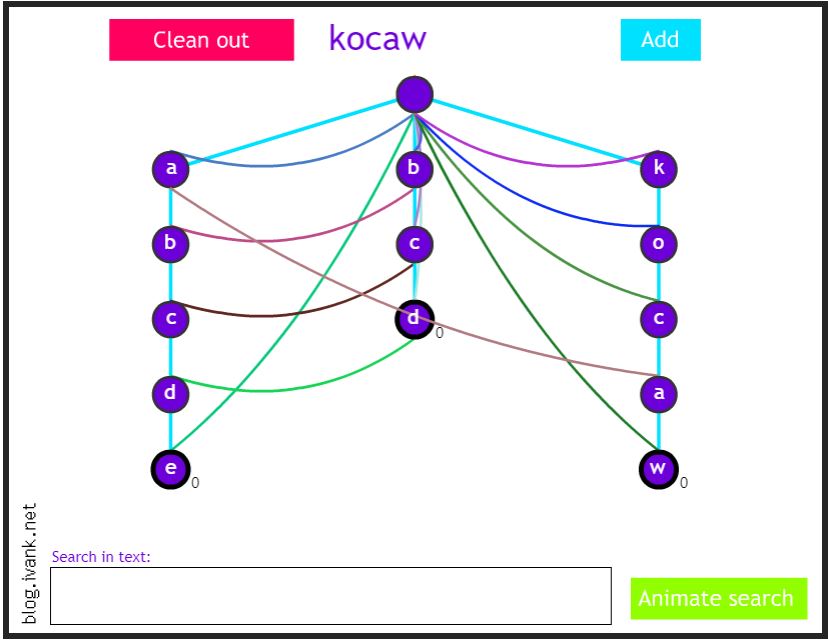 Clean out kocaw Add
a b k
b c o
c d 0 c
d a
e 0 w 0
blog.ivank.net
Search in text:
Animate search